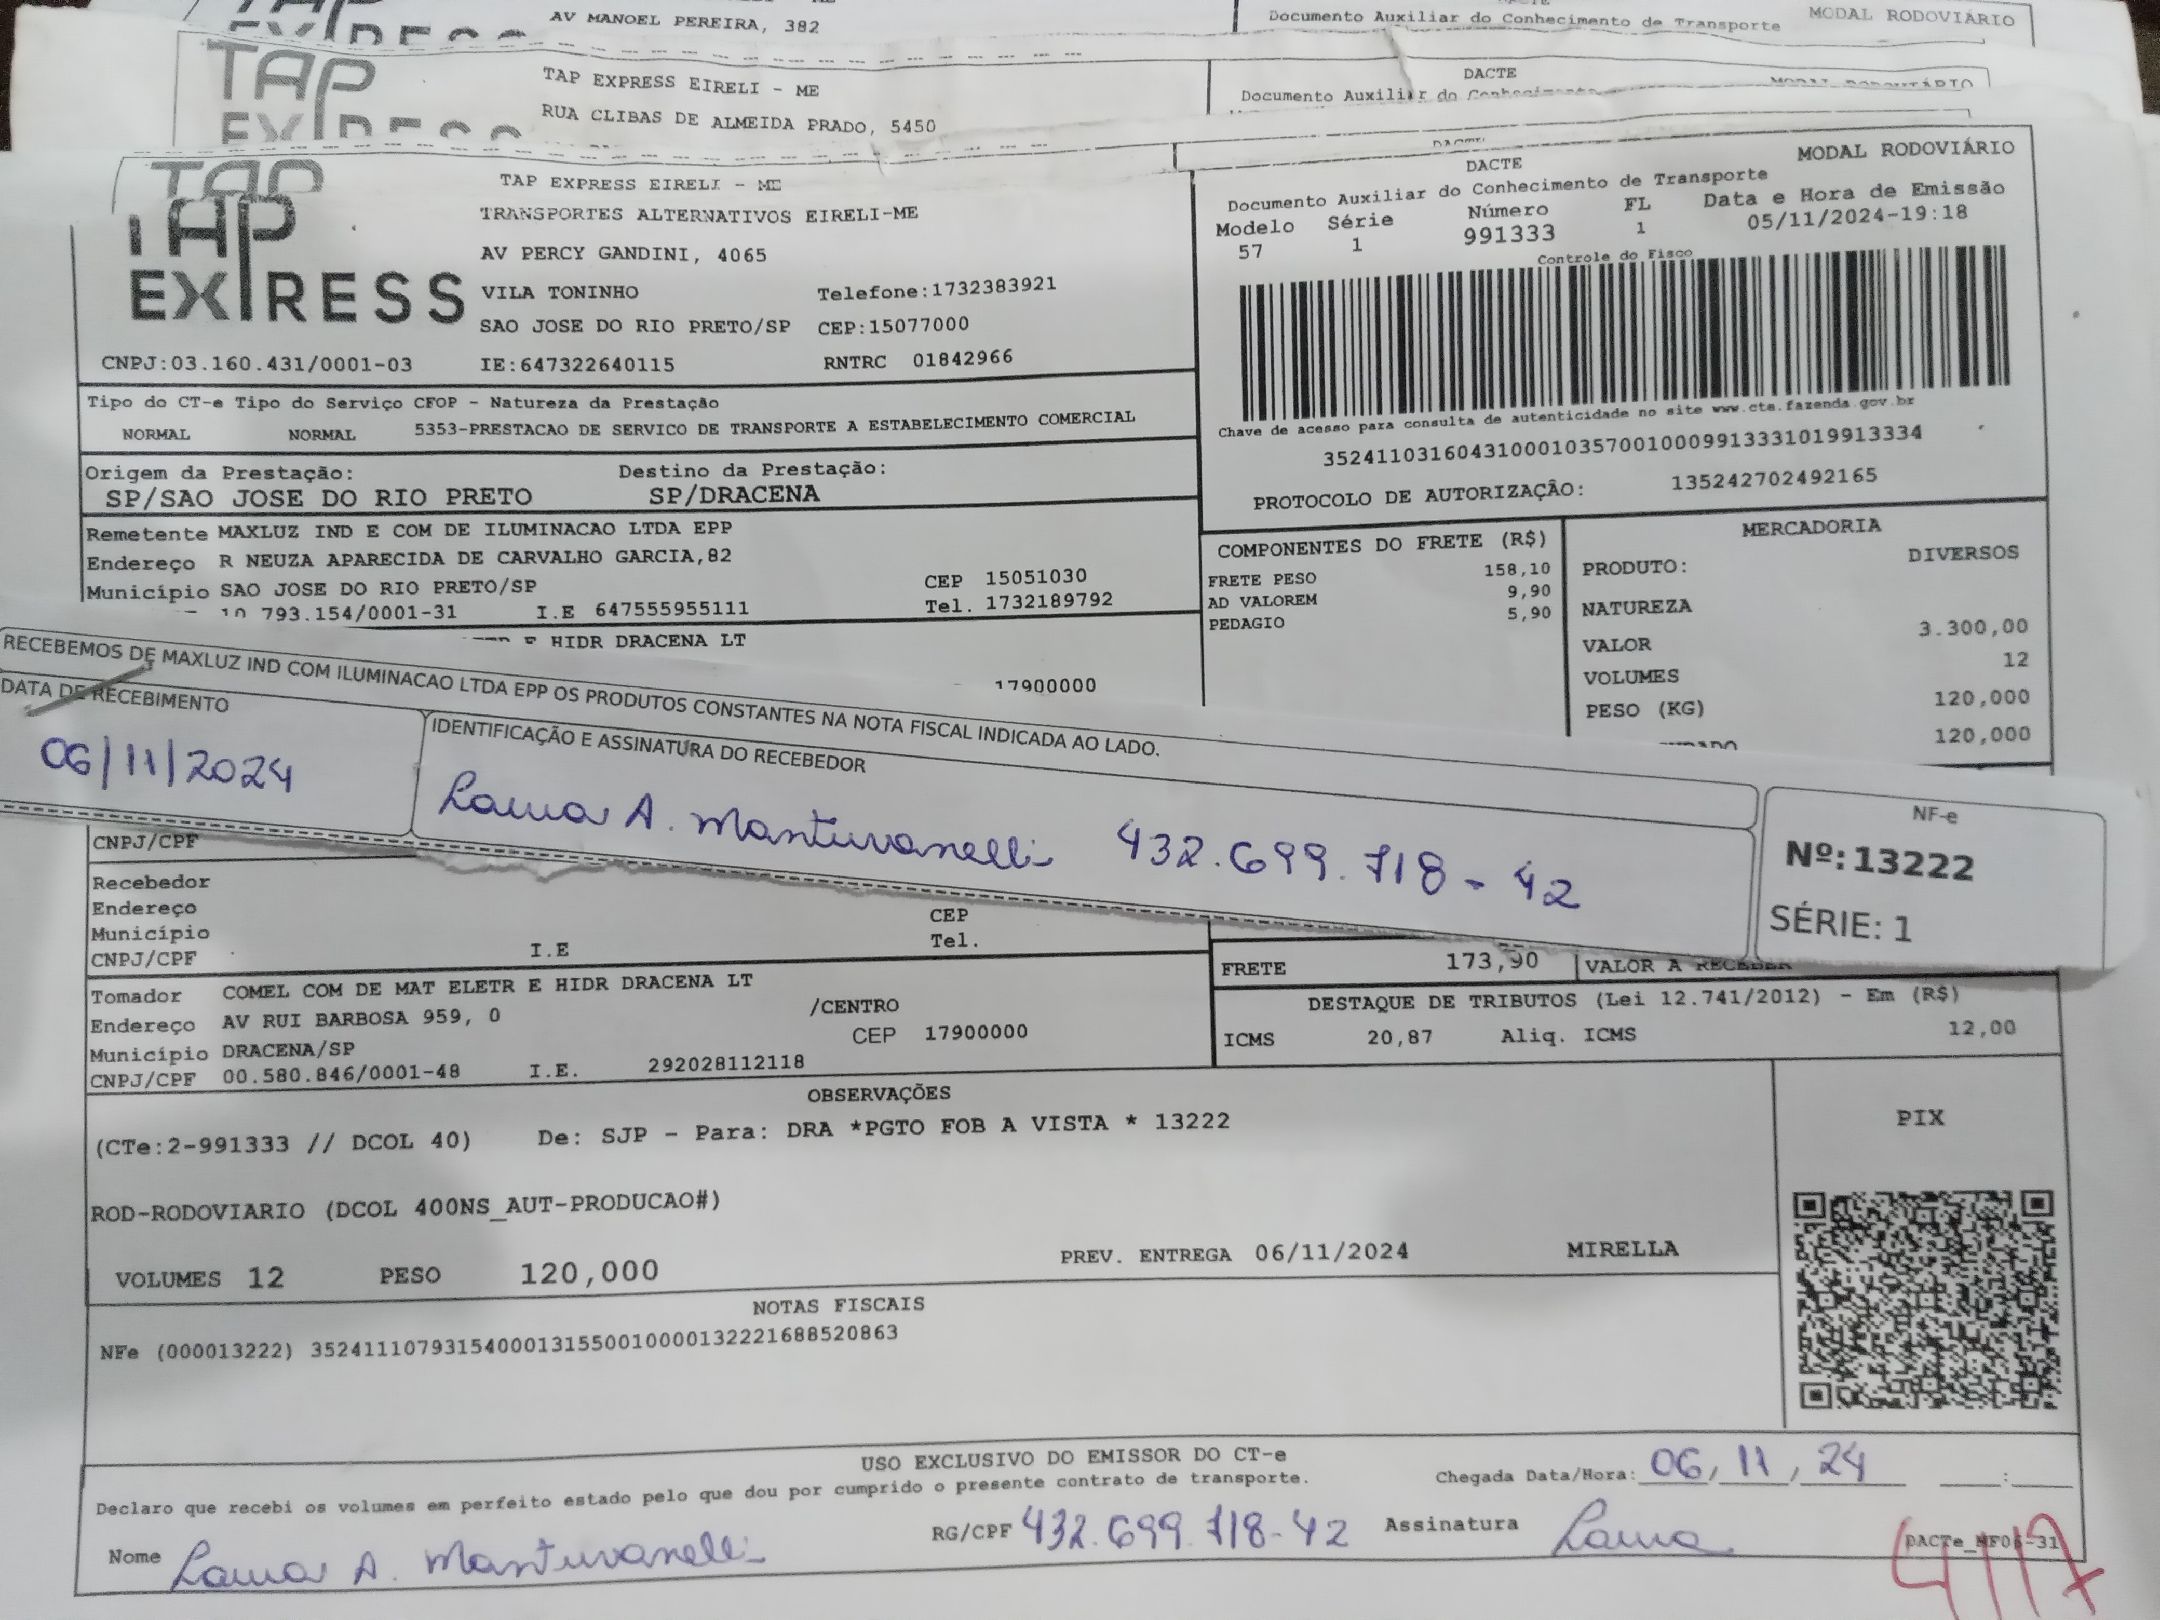 AV MANOEL PEREIRA, 382
Documento Auxiliar do Conhecimento de Transporte MODAL RODOVIÁRIO
TAP
TAP EXPRESS EIRELI - ME
DACTE
RUA CLIBAS DE ALMEIDA PRADO, 5450
Documento Auxiliar do
TAP EXPRESS
TAP EXPRESS EIRELI - ME
TRANSPORTES ALTERNATIVOS EIRELI-ME
AV PERCY GANDINI, 4065
VILA TONINHO Telefone:1732383921
SAO JOSE DO RIO PRETO/SP CEP:15077000
CNPJ:03.160.431/0001-03 IE:647322640115 RNTRC 01842966
DACTE MODAL RODOVIÁRIO
Documento Auxiliar do Conhecimento de Transporte
Modelo Série Número FL Data e Hora de Emissão
57 1 991333 1 05/11/2024-19:18
Controle do Fisco
Chave de acesso para consulta de autenticidade no site www.cte.fazenda.gov.br
35241103160431000103570010009913331019913334
PROTOCOLO DE AUTORIZAÇÃO: 135242702492165
Tipo do CT-e Tipo do Serviço CFOP - Natureza da Prestação
NORMAL NORMAL 5353-PRESTACAO DE SERVICO DE TRANSPORTE A ESTABELECIMENTO COMERCIAL
Origem da Prestação: Destino da Prestação:
SP/SAO JOSE DO RIO PRETO SP/DRACENA
Remetente MAXLUZ IND E COM DE ILUMINACAO LTDA EPP
Endereço R NEUZA APARECIDA DE CARVALHO GARCIA,82
Município SAO JOSE DO RIO PRETO/SP CEP 15051030
10 793.154/0001-31 I.E 647555955111 Tel. 1732189792
E HIDR DRACENA LT
17900000
COMPONENTES DO FRETE (R$)
FRETE PESO 158,10
AD VALOREM 9,90
PEDAGIO 5,90
MERCADORIA
PRODUTO: DIVERSOS
NATUREZA
VALOR 3.300,00
VOLUMES 12
PESO (KG) 120,000
120,000
RECEBEMOS DE MAXLUZ IND COM ILUMINACAO LTDA EPP OS PRODUTOS CONSTANTES NA NOTA FISCAL INDICADA AO LADO.
DATA DE RECEBIMENTO
06/11/2024
IDENTIFICAÇÃO E ASSINATURA DO RECEBEDOR
Laura A. Mantuvanelli 432.699.718-42
NF-e
Nº:13222
SÉRIE: 1
CNPJ/CPF
Recebedor
Endereço CEP
Município Tel.
CNPJ/CPF I.E
FRETE 173,90 VALOR A RECEBER
Tomador COMEL COM DE MAT ELETR E HIDR DRACENA LT
Endereço AV RUI BARBOSA 959, 0 /CENTRO
Município DRACENA/SP CEP 17900000
CNPJ/CPF 00.580.846/0001-48 I.E. 292028112118
DESTAQUE DE TRIBUTOS (Lei 12.741/2012) - Em (R$)
ICMS 20,87 Aliq. ICMS 12,00
OBSERVAÇÕES
(CTe:2-991333 // DCOL 40) De: SJP - Para: DRA *PGTO FOB A VISTA * 13222
PIX
ROD-RODOVIARIO (DCOL 400NS_AUT-PRODUCAO#)
VOLUMES 12 PESO 120,000 PREV. ENTREGA 06/11/2024 MIRELLA
NOTAS FISCAIS
NFe (000013222) 35241110793154000131550010000132221688520863
USO EXCLUSIVO DO EMISSOR DO CT-e
Declaro que recebi os volumes em perfeito estado pelo que dou por cumprido o presente contrato de transporte. Chegada Data/Hora: 06/11/24 __:__
Nome Laura A. Mantuvanelli RG/CPF 432.699.718-42 Assinatura Laura
DACTe_MF06-31